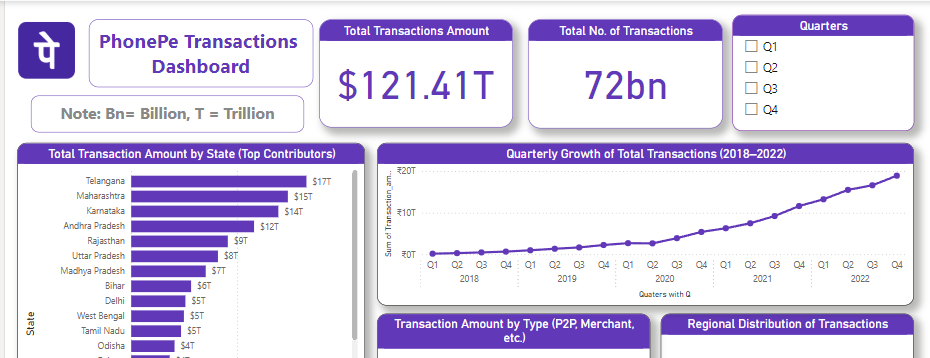 पे
PhonePe Transactions
Dashboard
Note: Bn= Billion, T = Trillion
Total Transactions Amount
$121.41T
Total No. of Transactions
72bn
Quarters
Q1
Q2
Q3
Q4
Total Transaction Amount by State (Top Contributors)
State
Telangana $17T
Maharashtra $15T
Karnataka $14T
Andhra Pradesh $12T
Rajasthan $9T
Uttar Pradesh $8T
Madhya Pradesh $7T
Bihar $6T
Delhi $5T
West Bengal $5T
Tamil Nadu $5T
Odisha $4T
Quarterly Growth of Total Transactions (2018–2022)
Sum of Transaction_am...
₹20T
₹10T
₹0T
Q1 Q2 Q3 Q4 Q1 Q2 Q3 Q4 Q1 Q2 Q3 Q4 Q1 Q2 Q3 Q4 Q1 Q2 Q3 Q4
2018 2019 2020 2021 2022
Quaters with Q
Transaction Amount by Type (P2P, Merchant,
etc.)
Regional Distribution of Transactions